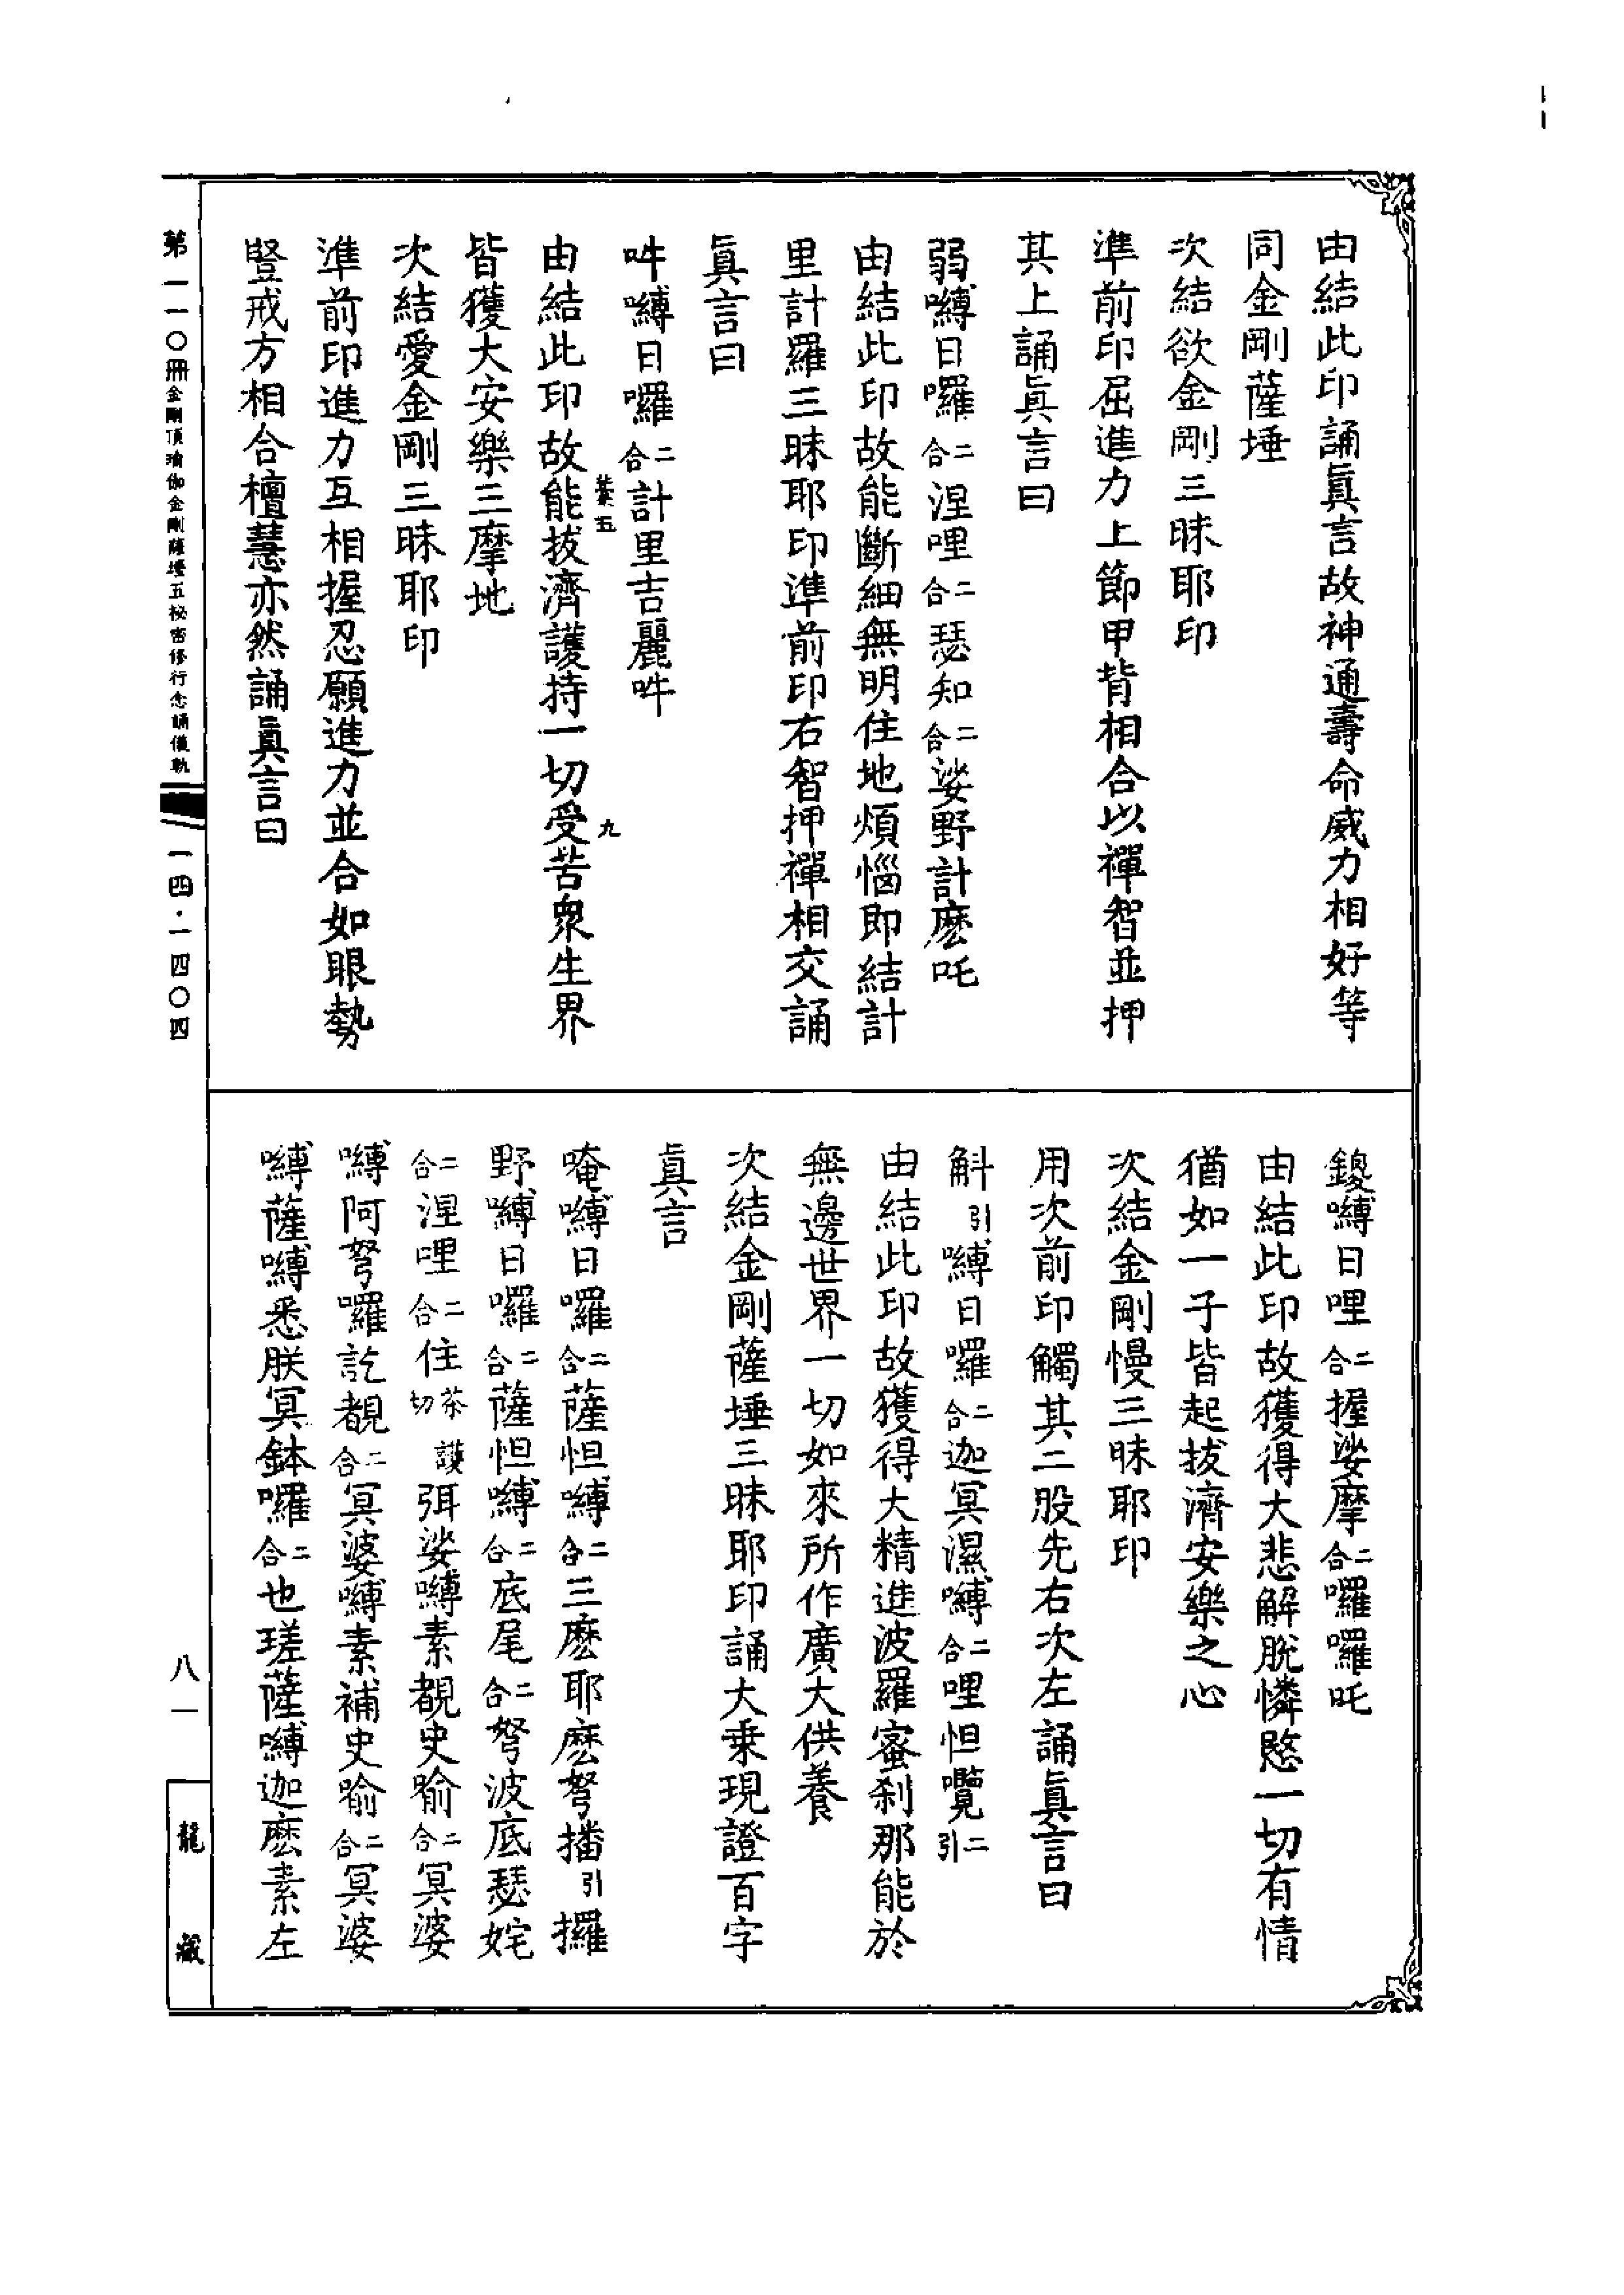 由結此印誦眞言故神通壽命威力相好等
同金剛薩埵
次結欲金剛三昧耶印
準前印屈進力上節甲背相合以禪智並押
其上誦眞言曰
弱嚩日囉二合涅哩二合瑟知二合娑野計麽吒
由結此印故能斷細無明住地煩惱即結計
里計羅三昧耶印準前印右智押禪相交誦
眞言曰
吽嚩日囉二合計里吉麗吽
由結此印故能拔濟護持一切受苦衆生界
皆獲大安樂三摩地
次結愛金剛三昧耶印
準前印進力互相握忍願進力並合如眼勢
豎戒方相合檀慧亦然誦眞言曰
鑁嚩日哩二合握娑摩二合囉囉吒
由結此印故獲得大悲解脫憐愍一切有情
猶如一子皆起拔濟安樂之心
次結金剛慢三昧耶印
用次前印觸其二股先右次左誦眞言曰
斛引嚩日囉二合迦冥濕嚩二合哩怛囕二引
由結此印故獲得大精進波羅蜜刹那能於
無邊世界一切如來所作廣大供養
次結金剛薩埵三昧耶印誦大乗現證百字
眞言
唵嚩日囉二合薩怛嚩二合三麽耶麽弩播引攞
野嚩日囉二合薩怛嚩二合底尾二合弩波底瑟姹
二合涅哩二合住茶護切弭娑嚩素覩史喻二合冥婆
嚩阿弩囉訖覩二合冥婆嚩素補史喻二合冥婆
嚩薩嚩悉朕冥鉢囉二合也瑳薩嚩迦麽素左
第一一〇冊金剛頂瑜伽金剛薩埵五祕密修行念誦儀軌
一四·一四〇四
八一
龍藏
九